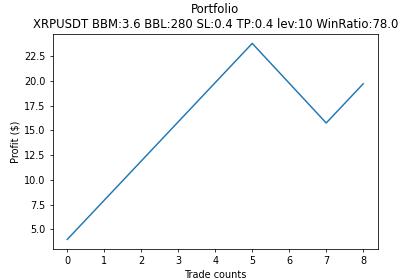 Portfolio
XRPUSDT BBM:3.6 BBL:280 SL:0.4 TP:0.4 lev:10 WinRatio:78.0
22.5
20.0
17.5
15.0
12.5
10.0
7.5
5.0
Profit ($)
0 1 2 3 4 5 6 7 8
Trade counts